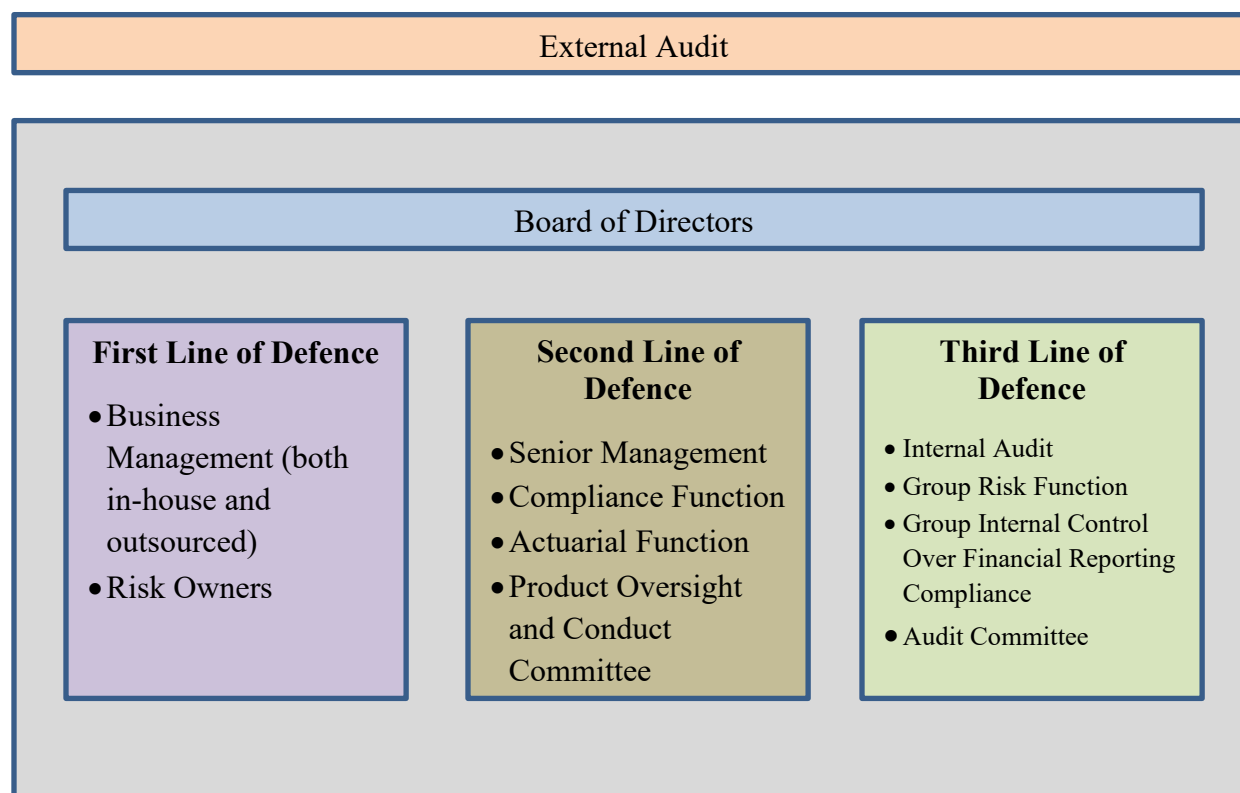 External Audit
Board of Directors
First Line of Defence
• Business
Management (both
in-house and
outsourced)
• Risk Owners
Second Line of
Defence
• Senior Management
• Compliance Function
• Actuarial Function
• Product Oversight
and Conduct
Committee
Third Line of
Defence
• Internal Audit
• Group Risk Function
• Group Internal Control
Over Financial Reporting
Compliance
• Audit Committee